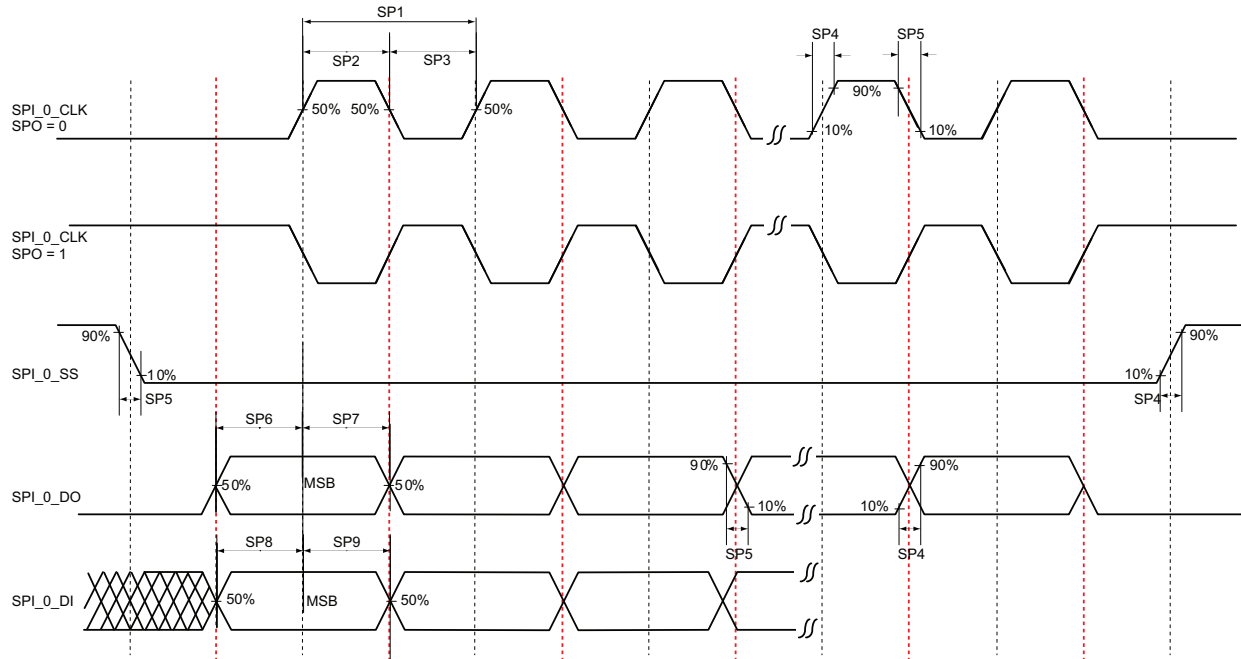 SP1
SP4
SP5
SP2
SP3
SPI_0_CLK
SPO = 0
50%
50%
50%
90%
10%
10%
SPI_0_CLK
SPO = 1
90%
90%
SPI_0_SS
10%
10%
SP5
SP4
SP6
SP7
90%
90%
SPI_0_DO
50%
MSB
50%
10%
10%
SP8
SP9
SP5
SP4
SPI_0_DI
50%
MSB
50%